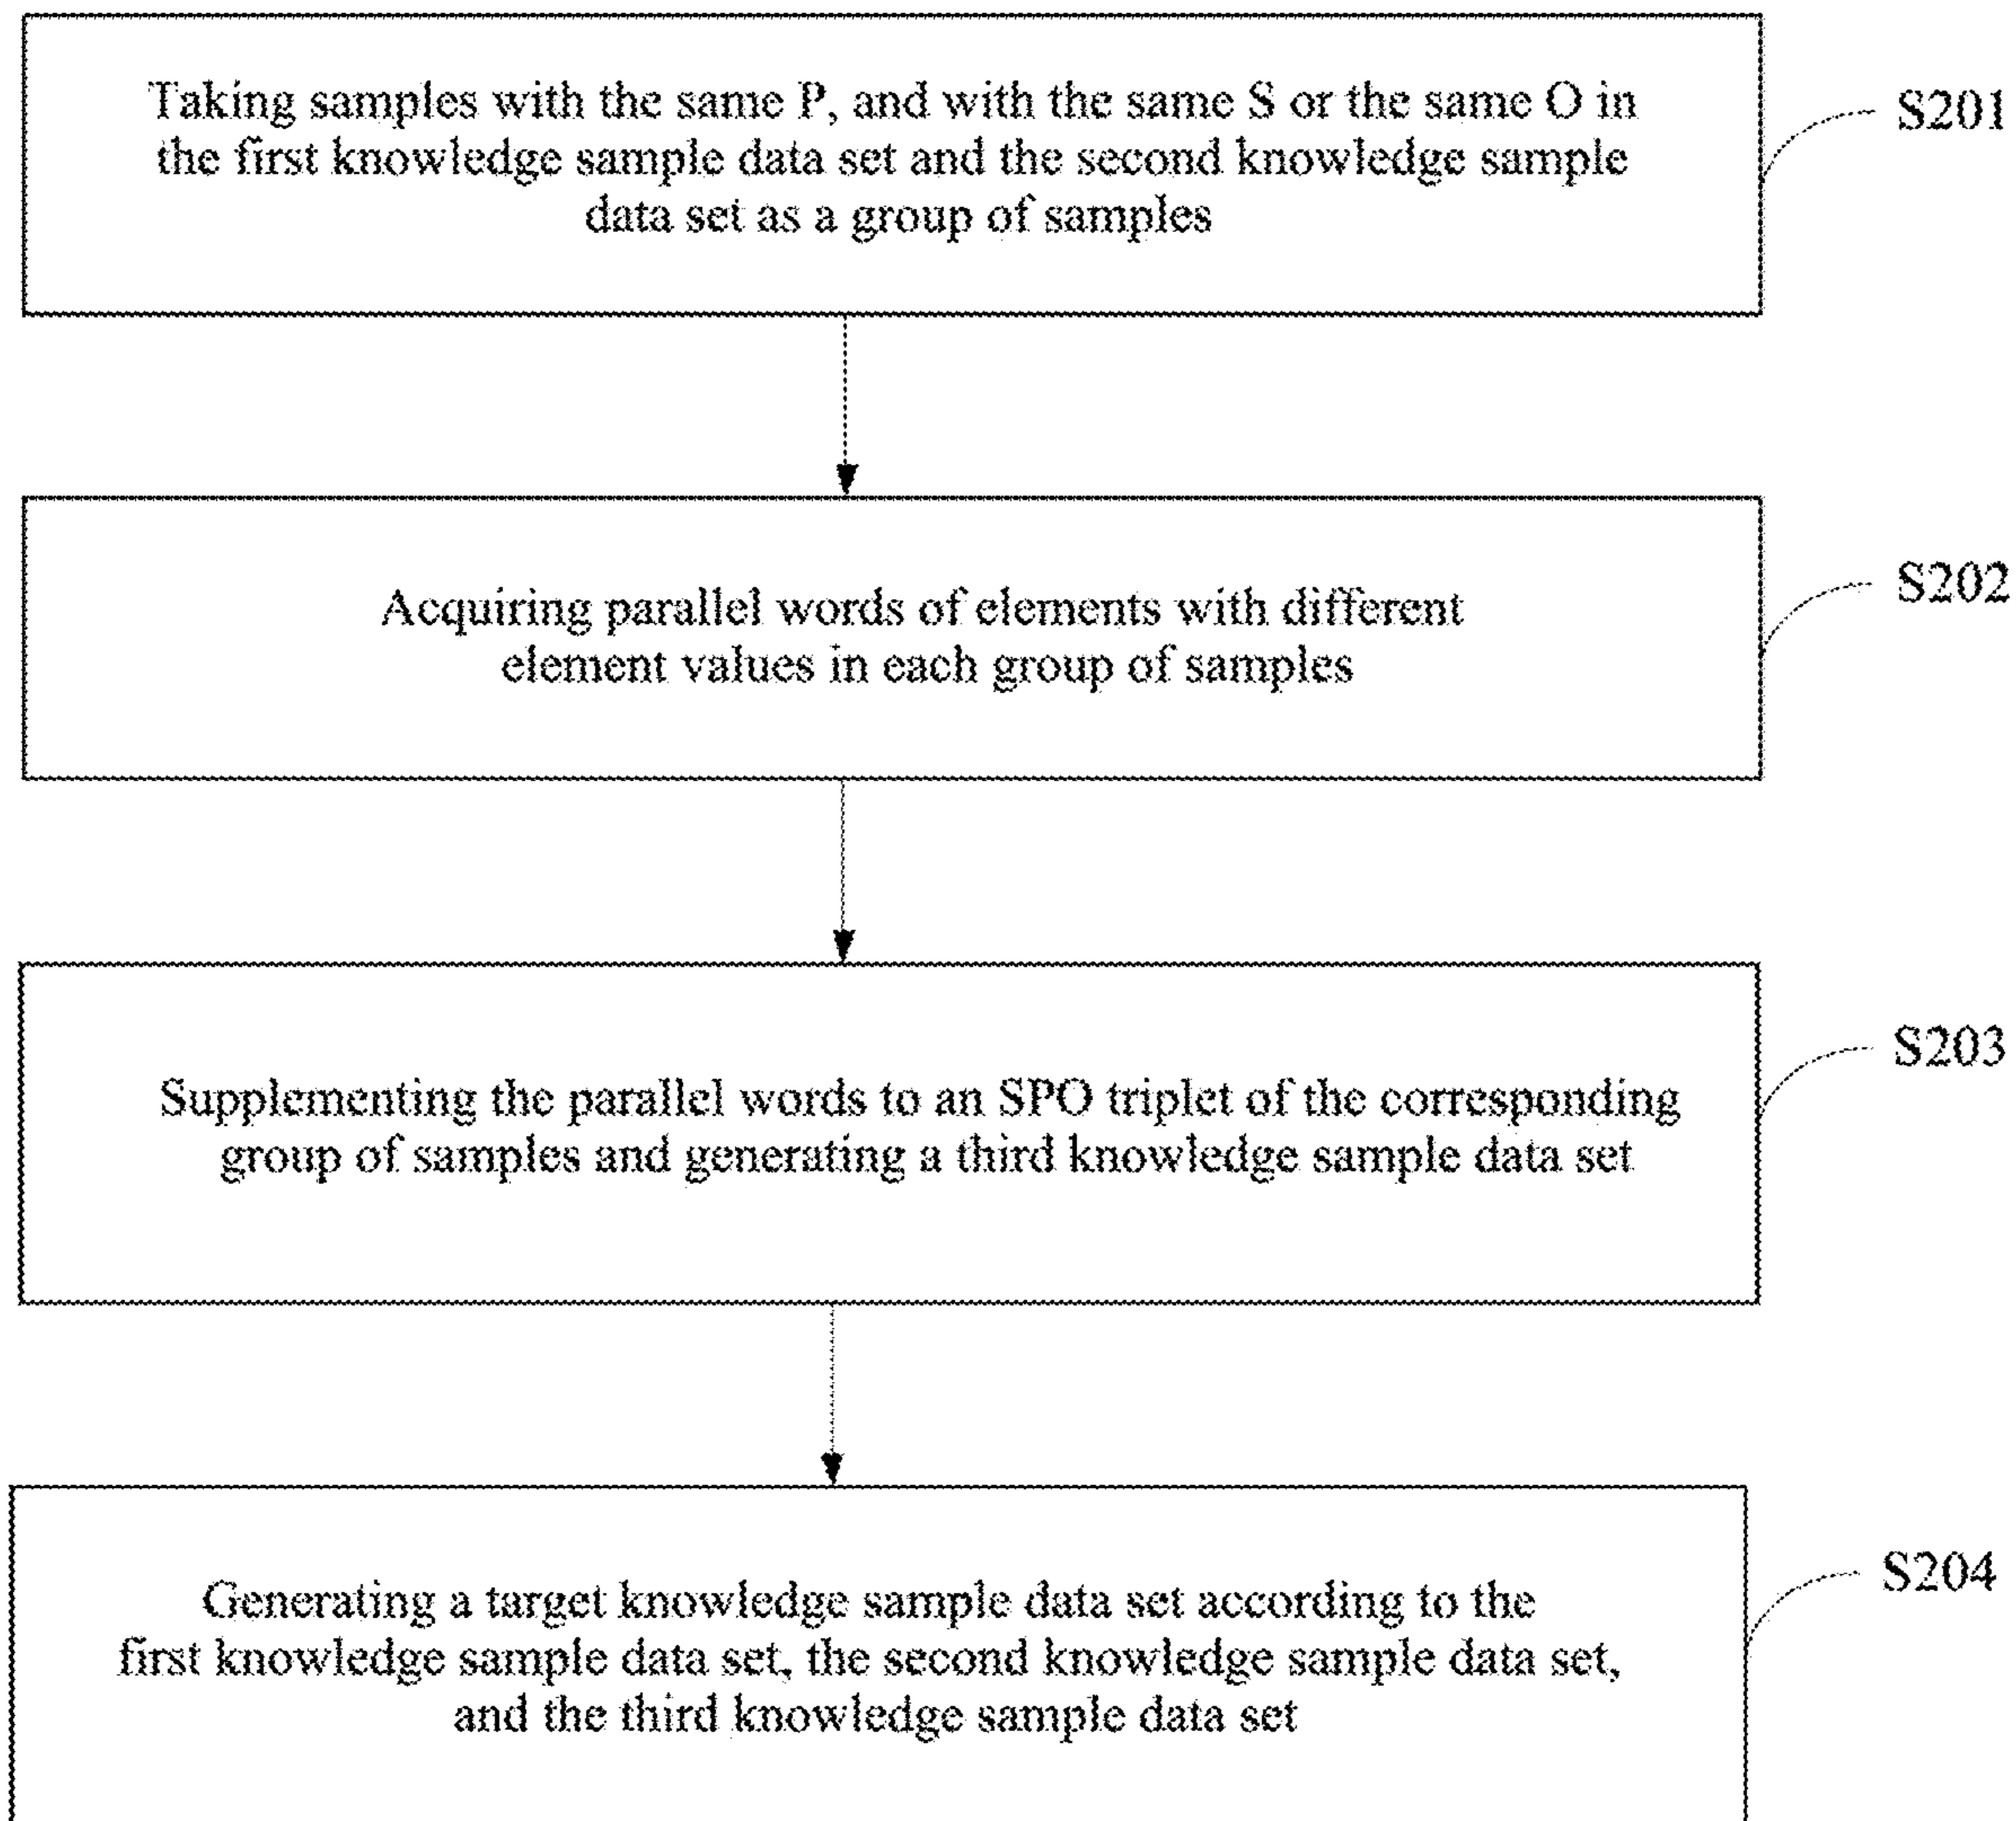 Taking samples with the same P, and with the same S or the same O in
the first knowledge sample data set and the second knowledge sample
data set as a group of samples
S201
Acquiring parallel words of elements with different
element values in each group of samples
S202
Supplementing the parallel words to an SPO triplet of the corresponding
group of samples and generating a third knowledge sample data set
S203
Generating a target knowledge sample data set according to the
first knowledge sample data set, the second knowledge sample data set,
and the third knowledge sample data set
S204